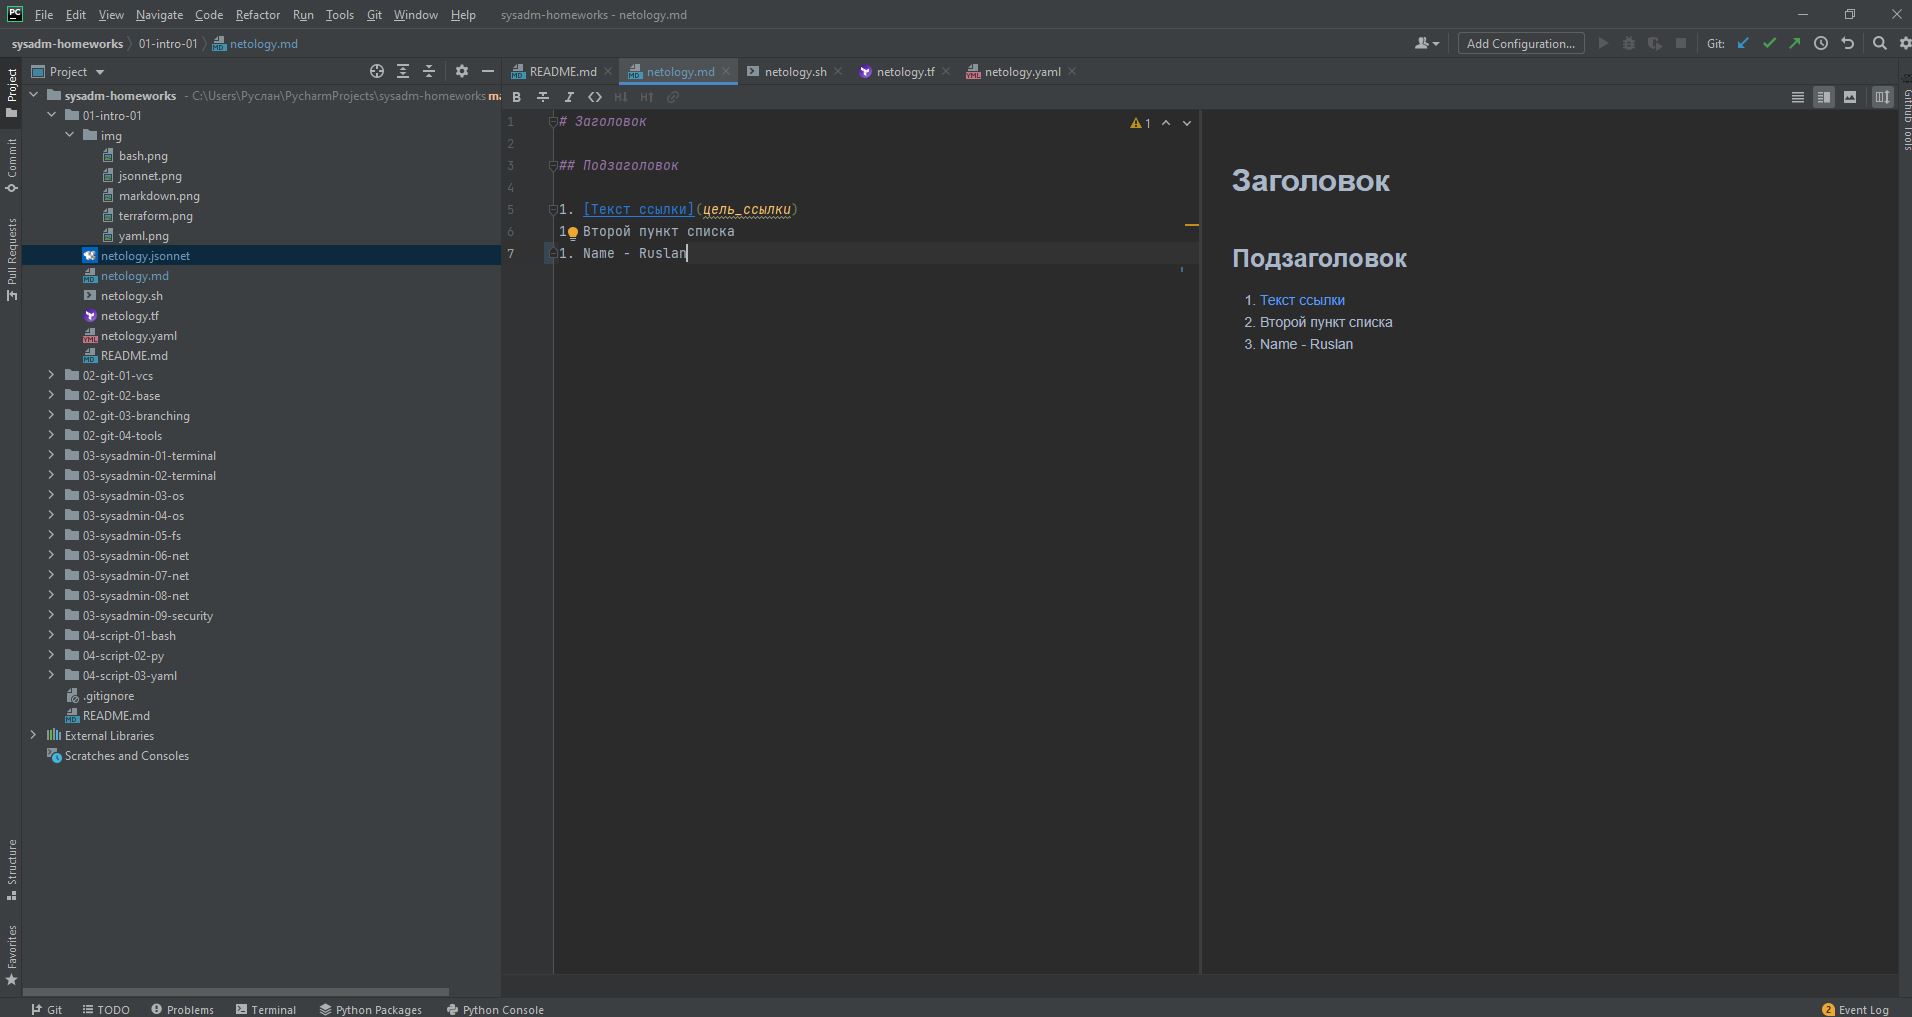 PC File Edit View Navigate Code Refactor Run Tools Git Window Help sysadm-homeworks - netology.md
sysadm-homeworks 01-intro-01 netology.md Add Configuration... Git:
Project
Commit
Pull Requests
Structure
Favorites
Project
sysadm-homeworks - C:\Users\Руслан\PycharmProjects\sysadm-homeworks ma
01-intro-01
img
bash.png
jsonnet.png
markdown.png
terraform.png
yaml.png
netology.jsonnet
netology.md
netology.sh
netology.tf
netology.yaml
README.md
02-git-01-vcs
02-git-02-base
02-git-03-branching
02-git-04-tools
03-sysadmin-01-terminal
03-sysadmin-02-terminal
03-sysadmin-03-os
03-sysadmin-04-os
03-sysadmin-05-fs
03-sysadmin-06-net
03-sysadmin-07-net
03-sysadmin-08-net
03-sysadmin-09-security
04-script-01-bash
04-script-02-py
04-script-03-yaml
.gitignore
README.md
External Libraries
Scratches and Consoles
README.md netology.md netology.sh netology.tf netology.yaml
B I H↓ H↑
1 # Заголовок 1
2
3 ## Подзаголовок
4
5 1. [Текст ссылки](цель_ссылки)
6 1 Второй пункт списка
7 1. Name - Ruslan
Заголовок
Подзаголовок
1. Текст ссылки
2. Второй пункт списка
3. Name - Ruslan
GitHub Tools
Git TODO Problems Terminal Python Packages Python Console 2 Event Log